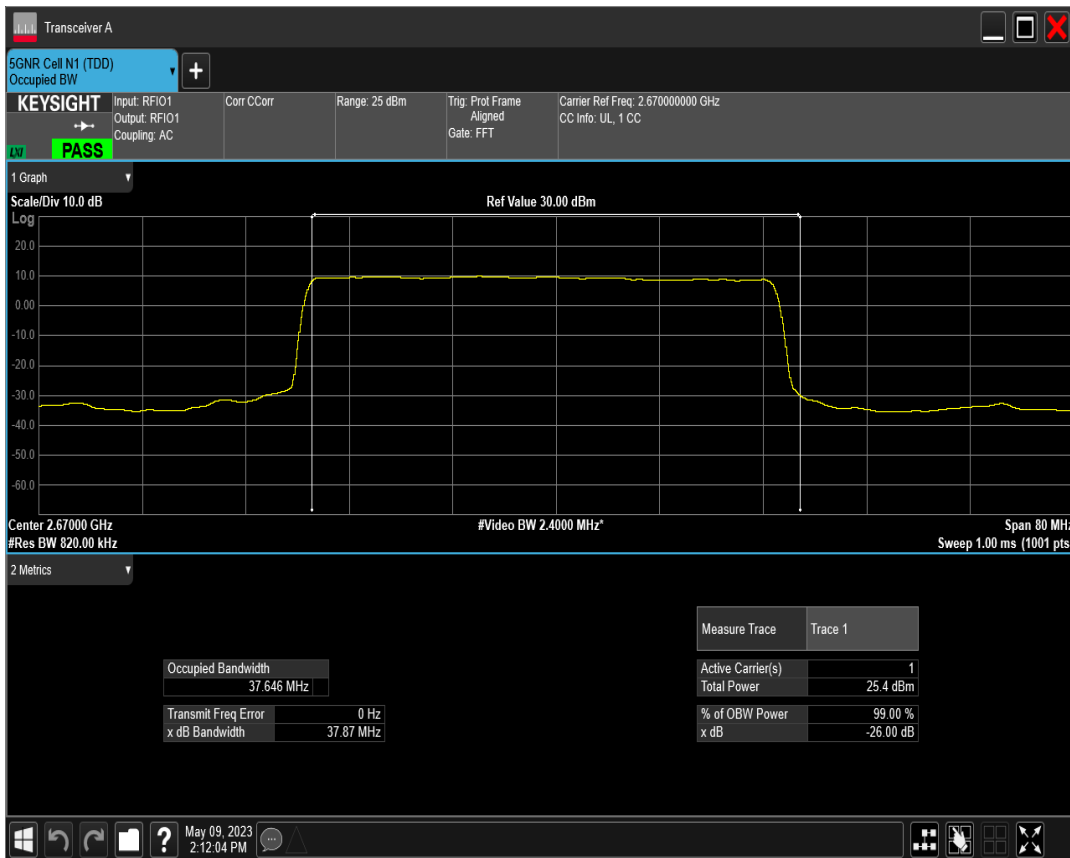 Transceiver A
5GNR Cell N1 (TDD)
Occupied BW
+
KEYSIGHT
LXI
PASS
Input: RFIO1
Output: RFIO1
Coupling: AC
Corr CCorr
Range: 25 dBm
Trig: Prot Frame
Aligned
Gate: FFT
Carrier Ref Freq: 2.670000000 GHz
CC Info: UL, 1 CC
1 Graph
Scale/Div 10.0 dB
Ref Value 30.00 dBm
Log
20.0
10.0
0.00
-10.0
-20.0
-30.0
-40.0
-50.0
-60.0
Center 2.67000 GHz
#Video BW 2.4000 MHz*
Span 80 MHz
#Res BW 820.00 kHz
Sweep 1.00 ms (1001 pts
2 Metrics
Measure Trace Trace 1
Occupied Bandwidth
37.646 MHz
Active Carrier(s) 1
Total Power 25.4 dBm
Transmit Freq Error 0 Hz
x dB Bandwidth 37.87 MHz
% of OBW Power 99.00 %
x dB -26.00 dB
?
May 09, 2023
2:12:04 PM